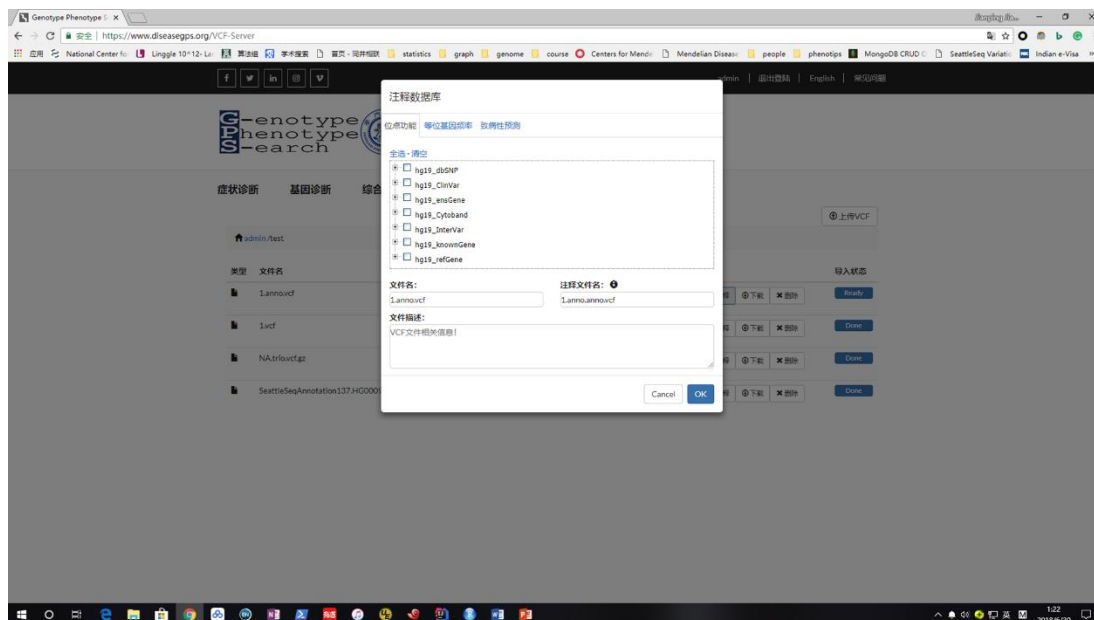 Genotype Phenotype S
安全 | https://www.diseasegps.org/VCF-Server
应用 National Center fo Linggle 10^12- La 算法组 学术搜索 首页 - 同并相联 statistics graph genome course Centers for Mende Mendelian Disease people phenotips MongoDB CRUD O SeattleSeq Variatio Indian e-Visa
admin | 退出登陆 | English | 常见问题
G-enotype
Phenotype
S-earch
症状诊断 基因诊断 综合
上传VCF
admin /test
类型 文件名 导入状态
1.anno.vcf 下载 删除 Ready
1.vcf 下载 删除 Done
NA.trio.vcf.gz 下载 删除 Done
SeattleSeqAnnotation137.HG000 下载 删除 Done
注释数据库
位点功能 等位基因频率 致病性预测
全选 - 清空
hg19_dbSNP
hg19_ClinVar
hg19_ensGene
hg19_Cytoband
hg19_InterVar
hg19_knownGene
hg19_refGene
文件名: 注释文件名:
1.anno.vcf 1.anno.anno.vcf
文件描述:
VCF文件相关信息!
Cancel OK
英
1:22
2018/6/30